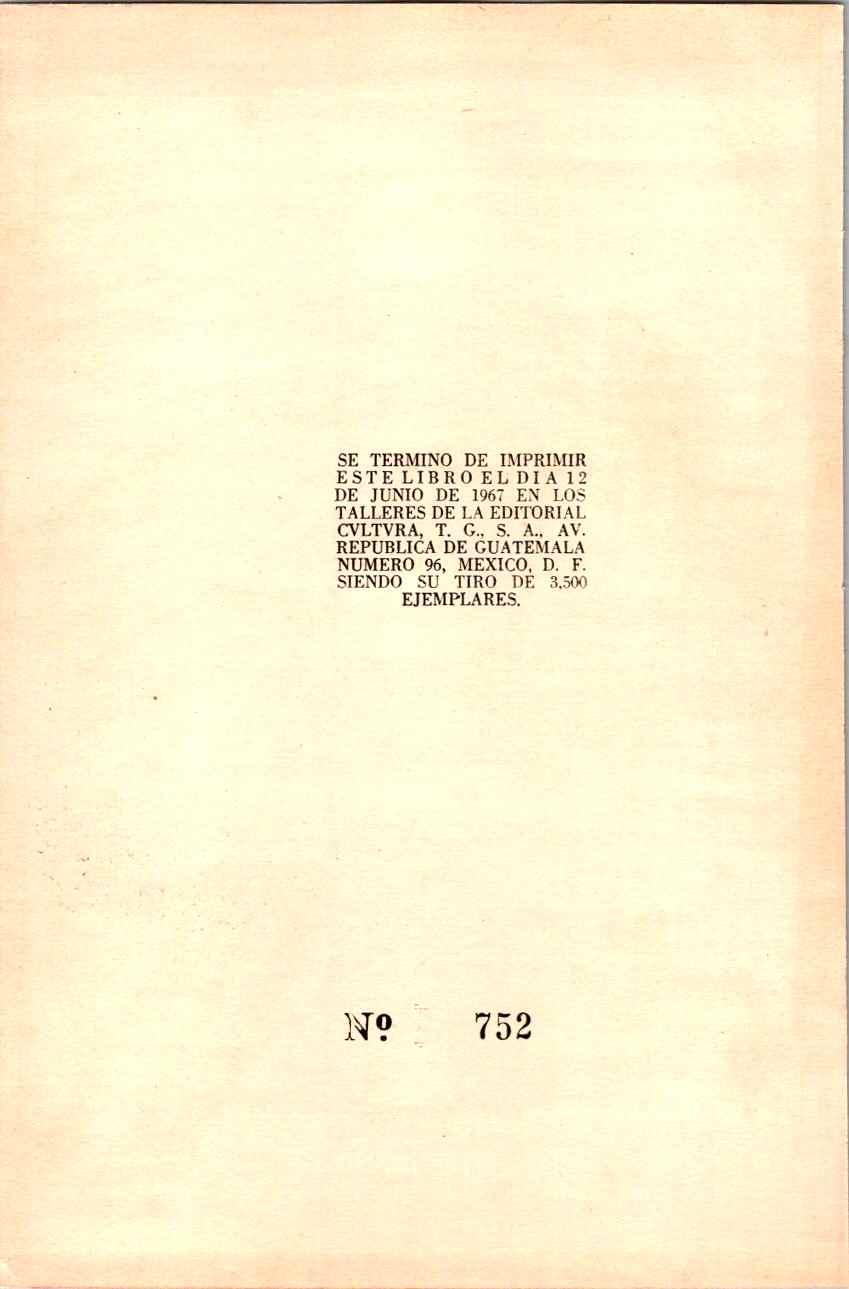 SE TERMINO DE IMPRIMIR
ESTE LIBRO EL DIA 12
DE JUNIO DE 1967 EN LOS
TALLERES DE LA EDITORIAL
CVLTVRA, T. G., S. A., AV.
REPUBLICA DE GUATEMALA
NUMERO 96, MEXICO, D. F.
SIENDO SU TIRO DE 3,500
EJEMPLARES.
Nº 752